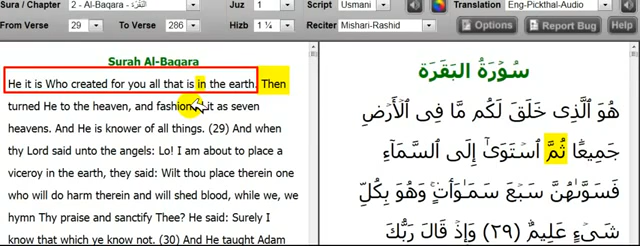 Sura / Chapter 2 - Al-Baqara - البَقَرَة Juz 1 Script Usmani Translation Eng-Pickthal-Audio
From Verse 29 To Verse 286 Hizb 1 ¼ Reciter Mishari-Rashid Options Report Bug Help
Surah Al-Baqara
He it is Who created for you all that is in the earth. Then
turned He to the heaven, and fashioned it as seven
heavens. And He is knower of all things. (29) And when
thy Lord said unto the angels: Lo! I am about to place a
viceroy in the earth, they said: Wilt thou place therein one
who will do harm therein and will shed blood, while we, we
hymn Thy praise and sanctify Thee? He said: Surely I
know that which ye know not. (30) And He taught Adam
سُوۡرَةُ البَقَرَة
هُوَ ٱلَّذِى خَلَقَ لَكُم مَّا فِى ٱلۡأَرۡضِ
جَمِيعًا ثُمَّ ٱسۡتَوَىٰٓ إِلَى ٱلسَّمَآءِ
فَسَوَّٮٰهُنَّ سَبۡعَ سَمَـٰوَٲتٍ وَهُوَ بِكُلِّ
شَىۡءٍ عَلِيمٌ (٢٩) وَإِذۡ قَالَ رَبُّكَ